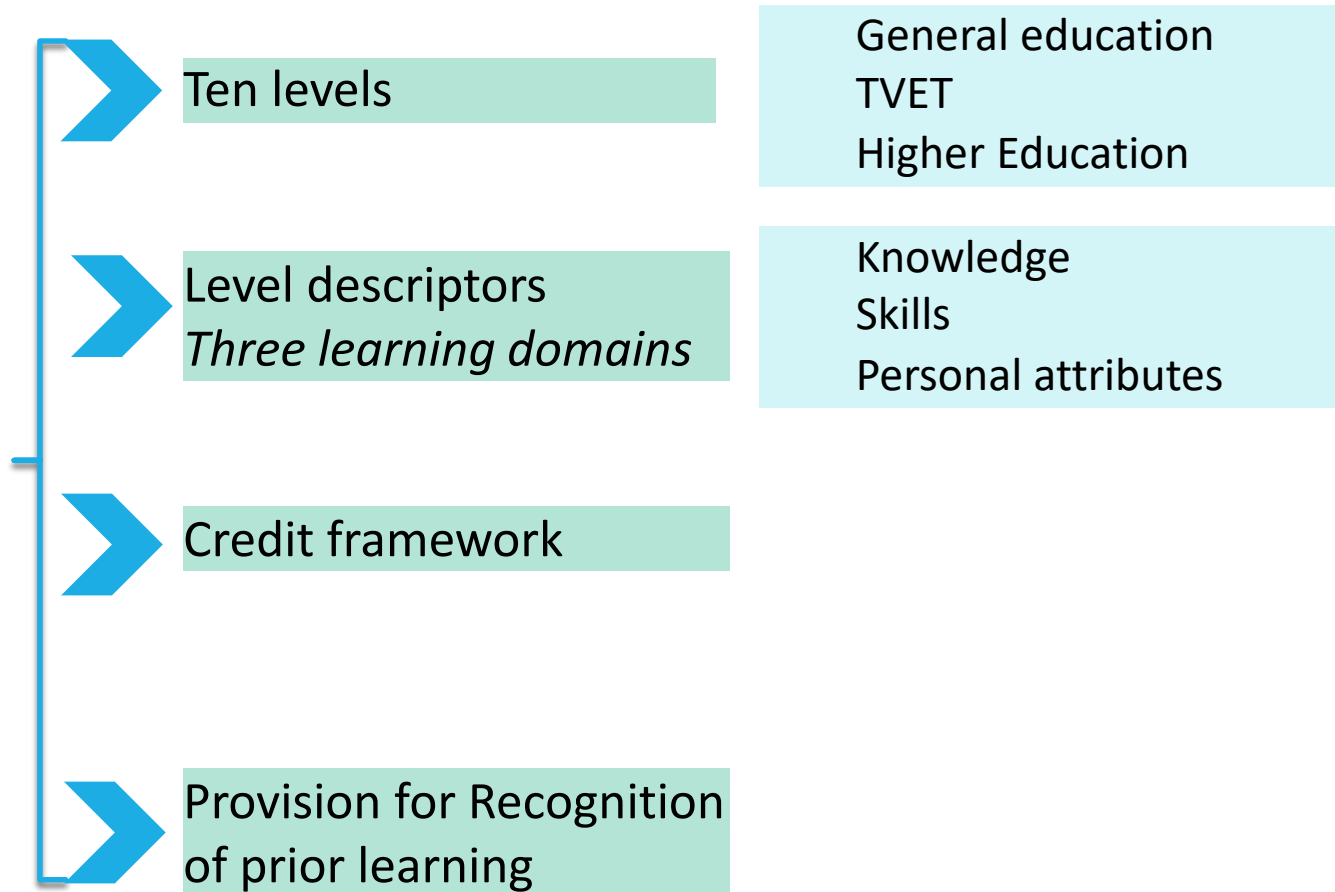 Ten levels
General education
TVET
Higher Education
Level descriptors
Three learning domains
Knowledge
Skills
Personal attributes
Credit framework
Provision for Recognition
of prior learning